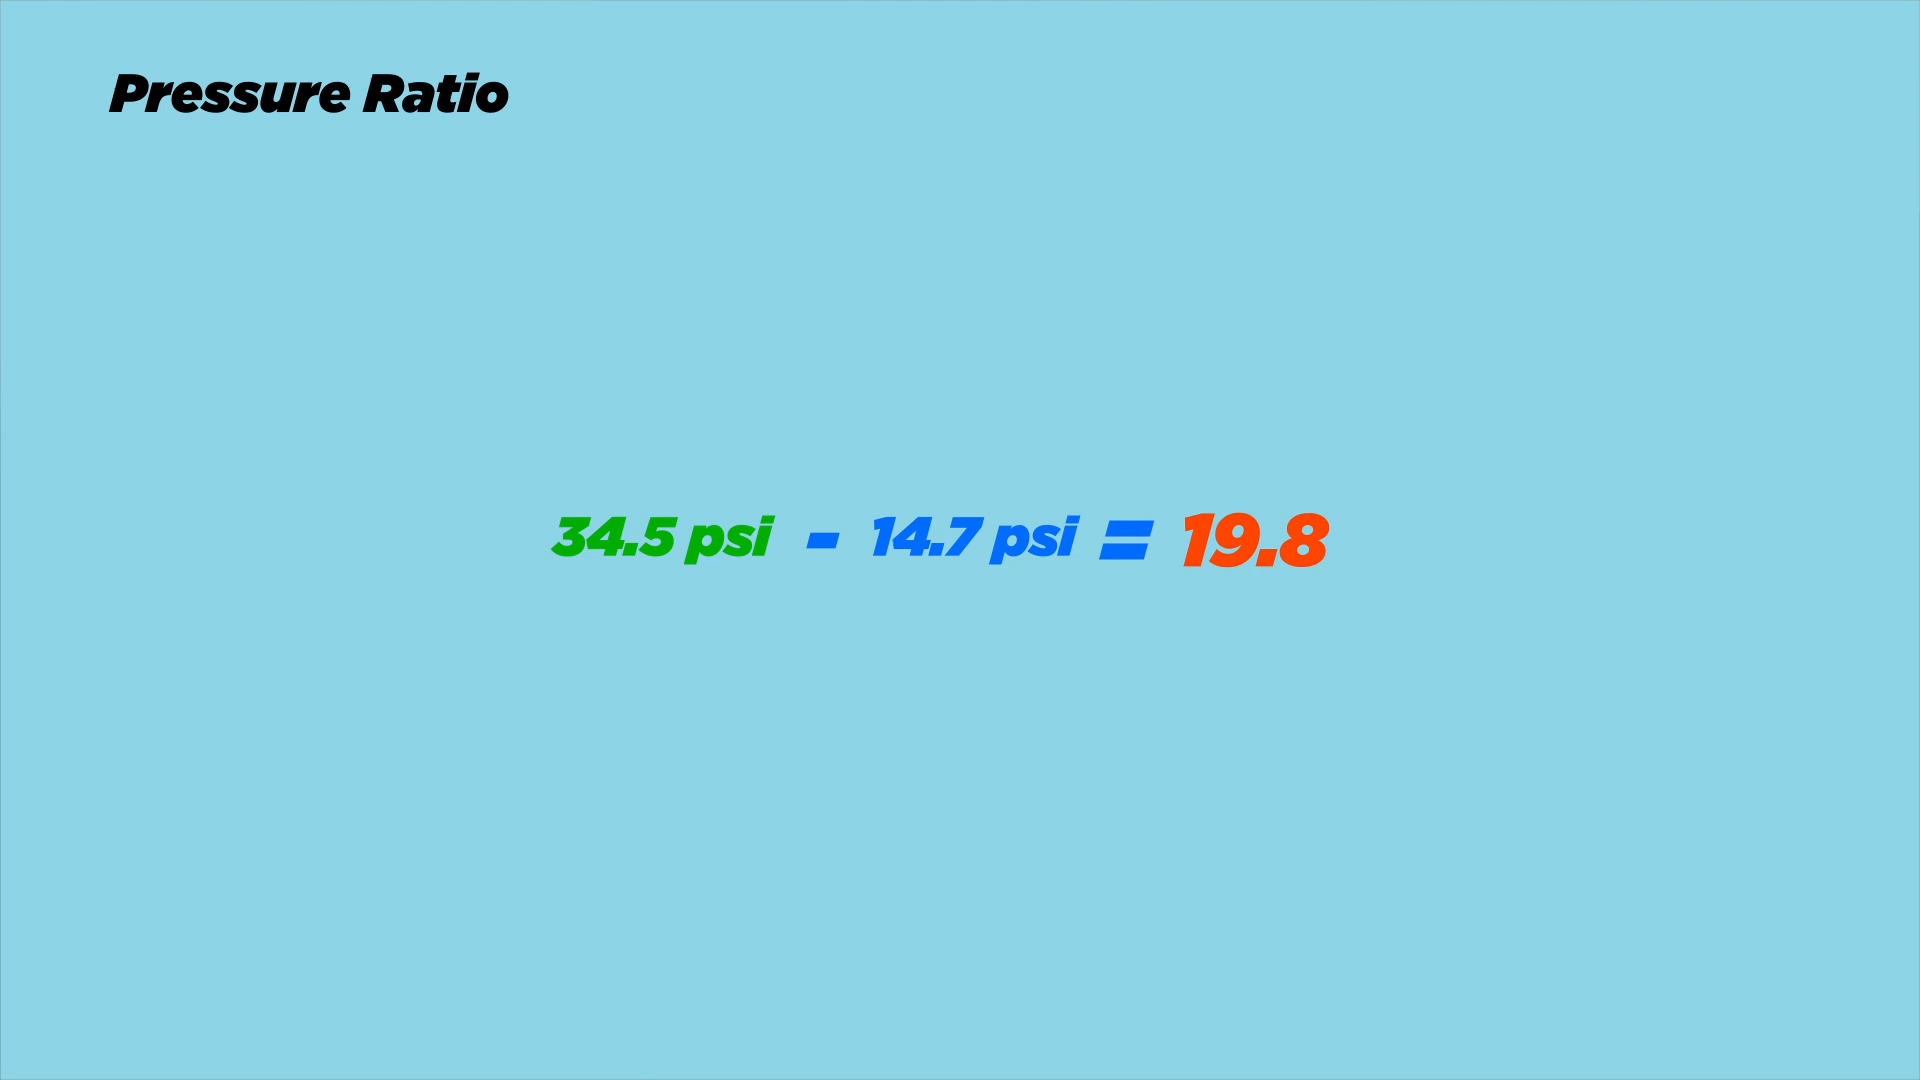 Pressure Ratio
34.5 psi - 14.7 psi = 19.8